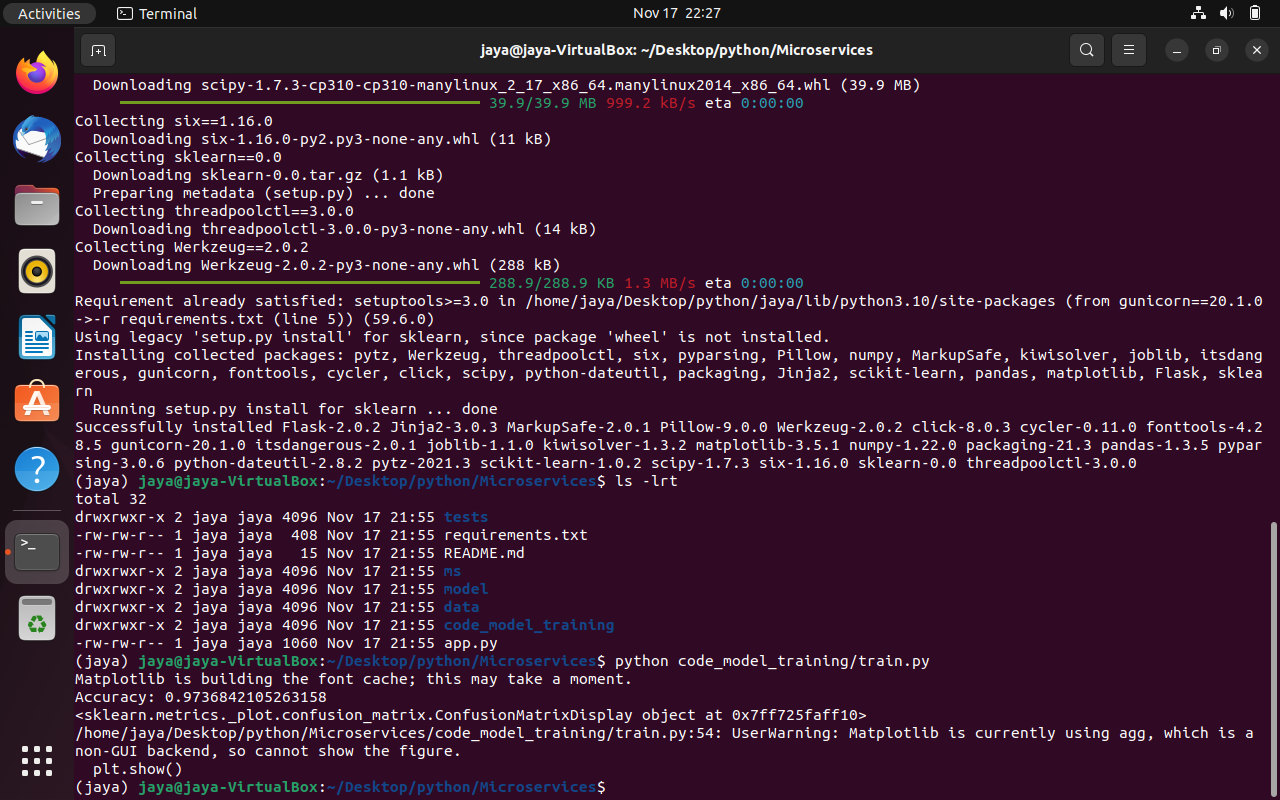 Activities
Terminal
Nov 17 22:27
jaya@jaya-VirtualBox: ~/Desktop/python/Microservices
Downloading scipy-1.7.3-cp310-cp310-manylinux_2_17_x86_64.manylinux2014_x86_64.whl (39.9 MB)
39.9/39.9 MB 999.2 kB/s eta 0:00:00
Collecting six==1.16.0
Downloading six-1.16.0-py2.py3-none-any.whl (11 kB)
Collecting sklearn==0.0
Downloading sklearn-0.0.tar.gz (1.1 kB)
Preparing metadata (setup.py) ... done
Collecting threadpoolctl==3.0.0
Downloading threadpoolctl-3.0.0-py3-none-any.whl (14 kB)
Collecting Werkzeug==2.0.2
Downloading Werkzeug-2.0.2-py3-none-any.whl (288 kB)
288.9/288.9 KB 1.3 MB/s eta 0:00:00
Requirement already satisfied: setuptools>=3.0 in /home/jaya/Desktop/python/jaya/lib/python3.10/site-packages (from gunicorn==20.1.0
->-r requirements.txt (line 5)) (59.6.0)
Using legacy 'setup.py install' for sklearn, since package 'wheel' is not installed.
Installing collected packages: pytz, Werkzeug, threadpoolctl, six, pyparsing, Pillow, numpy, MarkupSafe, kiwisolver, joblib, itsdang
erous, gunicorn, fonttools, cycler, click, scipy, python-dateutil, packaging, Jinja2, scikit-learn, pandas, matplotlib, Flask, sklea
rn
Running setup.py install for sklearn ... done
Successfully installed Flask-2.0.2 Jinja2-3.0.3 MarkupSafe-2.0.1 Pillow-9.0.0 Werkzeug-2.0.2 click-8.0.3 cycler-0.11.0 fonttools-4.2
8.5 gunicorn-20.1.0 itsdangerous-2.0.1 joblib-1.1.0 kiwisolver-1.3.2 matplotlib-3.5.1 numpy-1.22.0 packaging-21.3 pandas-1.3.5 pypar
sing-3.0.6 python-dateutil-2.8.2 pytz-2021.3 scikit-learn-1.0.2 scipy-1.7.3 six-1.16.0 sklearn-0.0 threadpoolctl-3.0.0
(jaya) jaya@jaya-VirtualBox:~/Desktop/python/Microservices$ ls -lrt
total 32
drwxrwxr-x 2 jaya jaya 4096 Nov 17 21:55 tests
-rw-rw-r-- 1 jaya jaya  408 Nov 17 21:55 requirements.txt
-rw-rw-r-- 1 jaya jaya   15 Nov 17 21:55 README.md
drwxrwxr-x 2 jaya jaya 4096 Nov 17 21:55 ms
drwxrwxr-x 2 jaya jaya 4096 Nov 17 21:55 model
drwxrwxr-x 2 jaya jaya 4096 Nov 17 21:55 data
drwxrwxr-x 2 jaya jaya 4096 Nov 17 21:55 code_model_training
-rw-rw-r-- 1 jaya jaya 1060 Nov 17 21:55 app.py
(jaya) jaya@jaya-VirtualBox:~/Desktop/python/Microservices$ python code_model_training/train.py
Matplotlib is building the font cache; this may take a moment.
Accuracy: 0.9736842105263158
<sklearn.metrics._plot.confusion_matrix.ConfusionMatrixDisplay object at 0x7ff725faff10>
/home/jaya/Desktop/python/Microservices/code_model_training/train.py:54: UserWarning: Matplotlib is currently using agg, which is a
non-GUI backend, so cannot show the figure.
plt.show()
(jaya) jaya@jaya-VirtualBox:~/Desktop/python/Microservices$